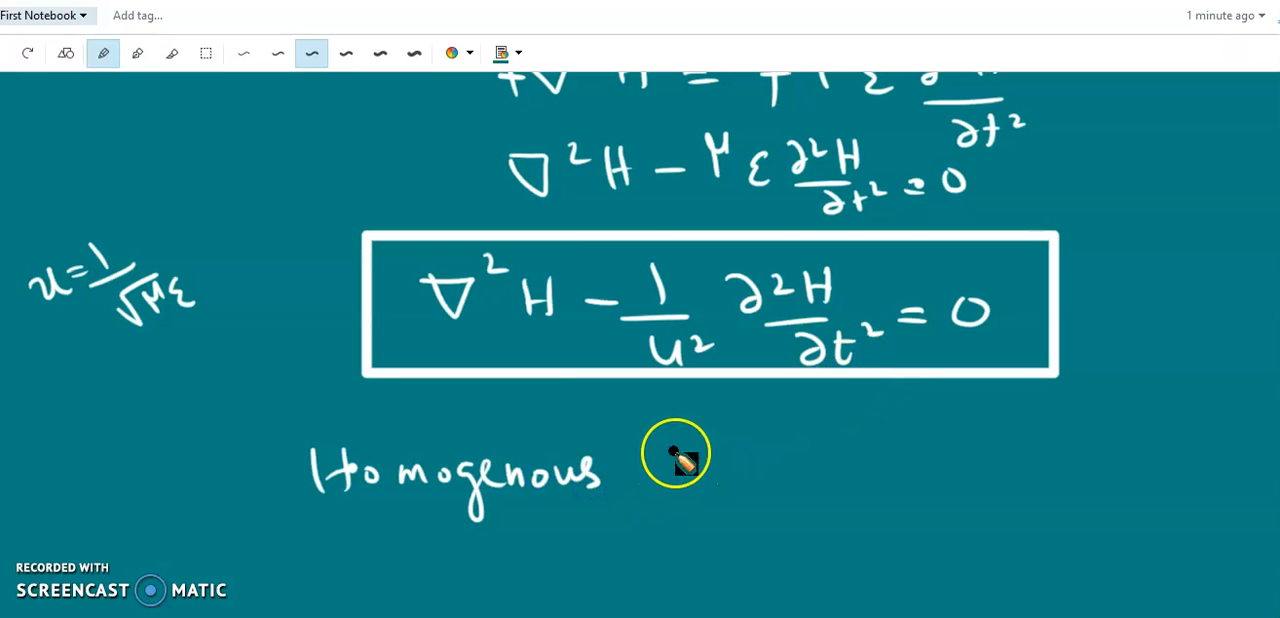 First Notebook Add tag... 1 minute ago
∂t²
∇²H - με ∂²H/∂t² = 0
u = 1/√με
∇²H - 1/u² ∂²H/∂t² = 0
Homogenous
RECORDED WITH
SCREENCAST MATIC